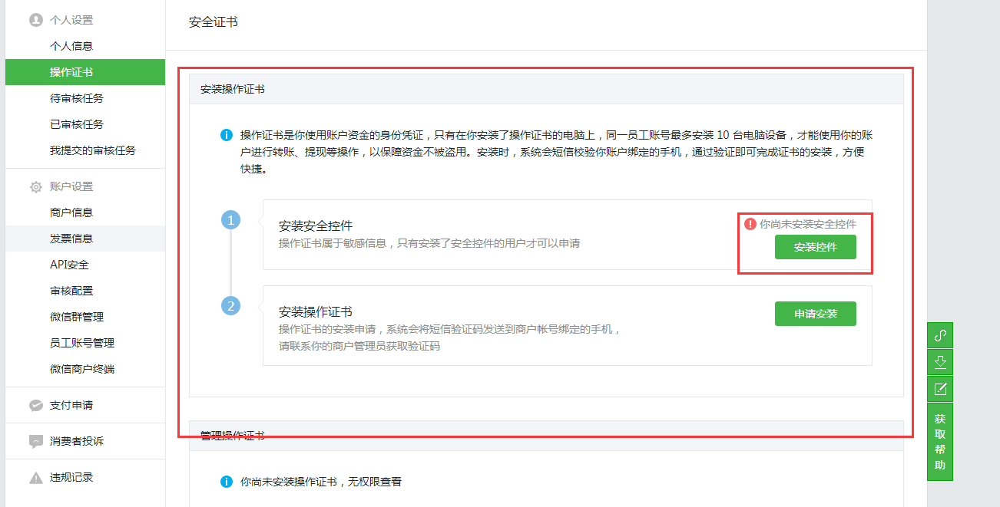 个人设置
个人信息
操作证书
待审核任务
已审核任务
我提交的审核任务
账户设置
商户信息
发票信息
API安全
审核配置
微信群管理
员工账号管理
微信商户终端
支付申请
消费者投诉
违规记录
安全证书
安装操作证书
操作证书是你使用账户资金的身份凭证，只有在你安装了操作证书的电脑上，同一员工账号最多安装 10 台电脑设备，才能使用你的账
户进行转账、提现等操作，以保障资金不被盗用。安装时，系统会短信校验你账户绑定的手机，通过验证即可完成证书的安装，方便
快捷。
1
安装安全控件
操作证书属于敏感信息，只有安装了安全控件的用户才可以申请
你尚未安装安全控件
安装控件
2
安装操作证书
操作证书的安装申请，系统会将短信验证码发送到商户帐号绑定的手机，
请联系你的商户管理员获取验证码
申请安装
管理操作证书
你尚未安装操作证书，无权限查看
获
取
帮
助